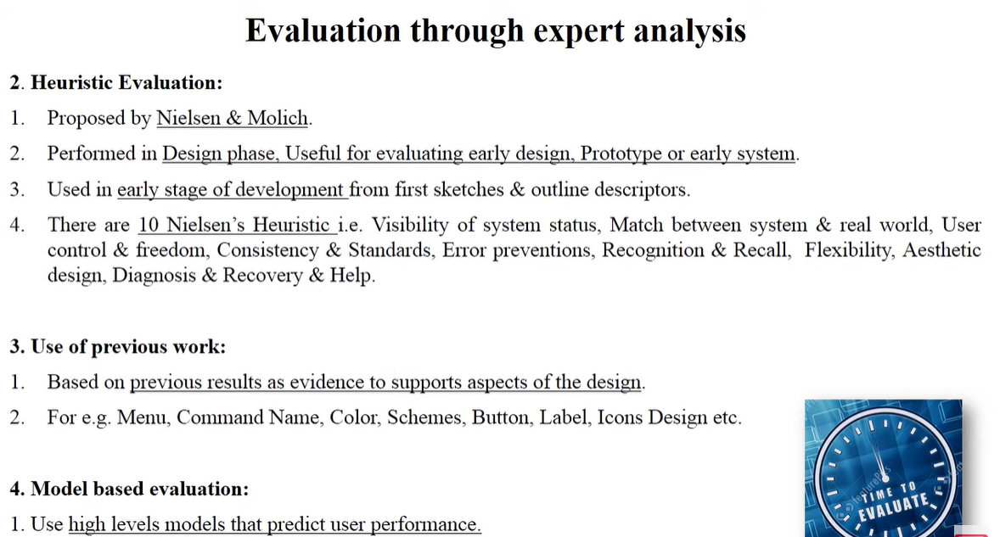 Evaluation through expert analysis
2. Heuristic Evaluation:
1. Proposed by Nielsen & Molich.
2. Performed in Design phase, Useful for evaluating early design, Prototype or early system.
3. Used in early stage of development from first sketches & outline descriptors.
4. There are 10 Nielsen’s Heuristic i.e. Visibility of system status, Match between system & real world, User
control & freedom, Consistency & Standards, Error preventions, Recognition & Recall, Flexibility, Aesthetic
design, Diagnosis & Recovery & Help.
3. Use of previous work:
1. Based on previous results as evidence to supports aspects of the design.
2. For e.g. Menu, Command Name, Color, Schemes, Button, Label, Icons Design etc.
4. Model based evaluation:
1. Use high levels models that predict user performance.
TIME TO
EVALUATE